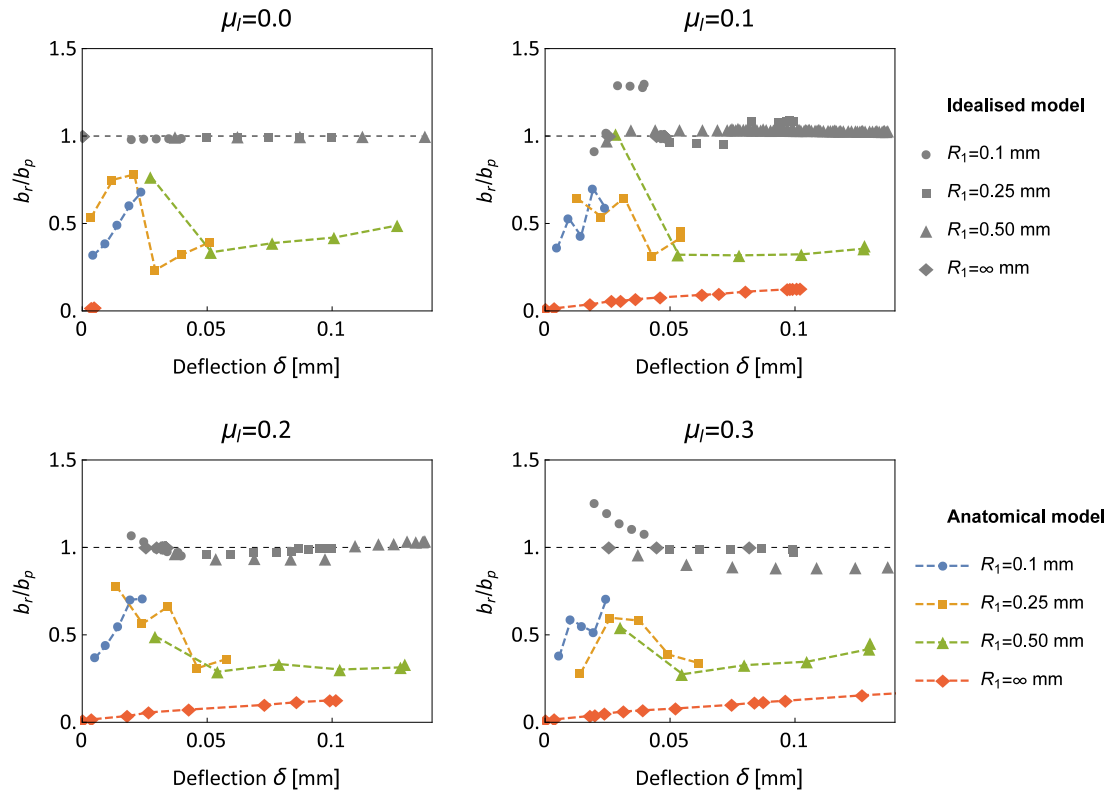 μl=0.0
μl=0.1
1.5
1.
0.5
0.
br/bp
0
0.05
0.1
Deflection δ [mm]
1.5
1.
0.5
0.
br/bp
0
0.05
0.1
Deflection δ [mm]
Idealised model
R1=0.1 mm
R1=0.25 mm
R1=0.50 mm
R1=∞ mm
μl=0.2
μl=0.3
1.5
1.
0.5
0.
br/bp
0
0.05
0.1
Deflection δ [mm]
1.5
1.
0.5
0.
br/bp
0
0.05
0.1
Deflection δ [mm]
Anatomical model
R1=0.1 mm
R1=0.25 mm
R1=0.50 mm
R1=∞ mm